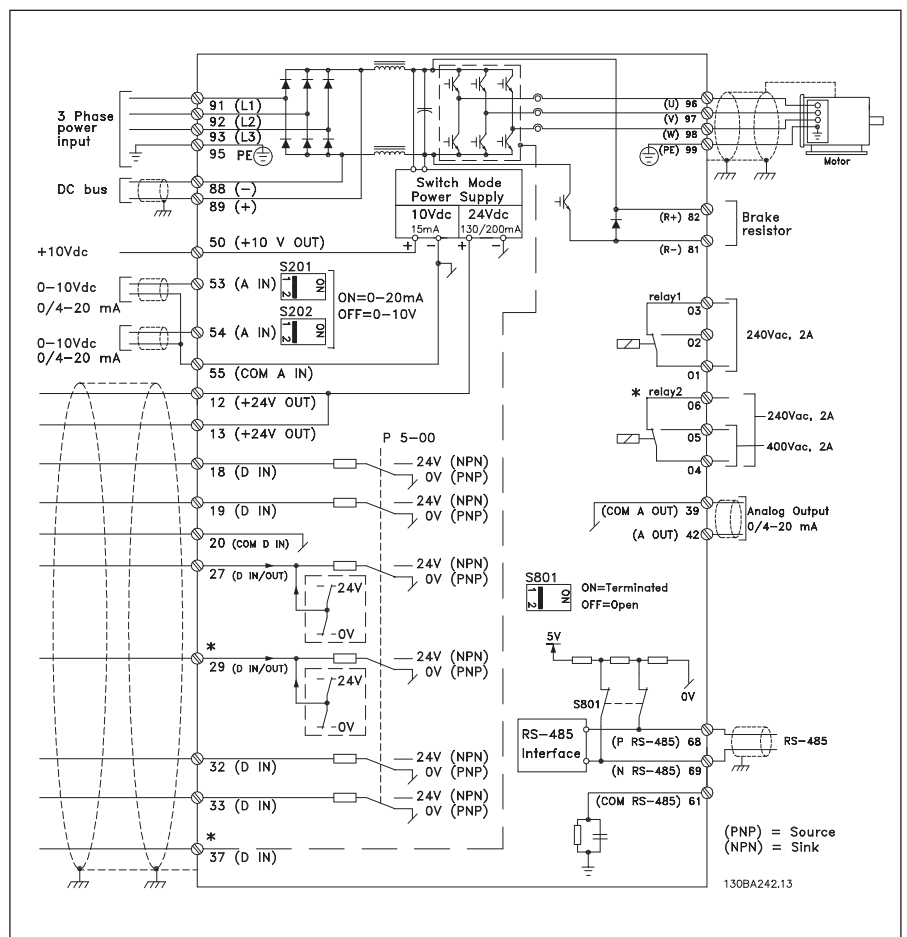 3 Phase
power
input
91 (L1)
92 (L2)
93 (L3)
95 PE
DC bus
88 (-)
89 (+)
+10Vdc
50 (+10 V OUT)
Switch Mode
Power Supply
10Vdc
15mA
24Vdc
130/200mA
+ - + -
(U) 96
(V) 97
(W) 98
(PE) 99
Motor
(R+) 82
(R-) 81
Brake
resistor
0-10Vdc
0/4-20 mA
53 (A IN)
S201
ON
1 2
ON=0-20mA
OFF=0-10V
0-10Vdc
0/4-20 mA
54 (A IN)
S202
ON
1 2
55 (COM A IN)
12 (+24V OUT)
13 (+24V OUT)
P 5-00
18 (D IN)
24V (NPN)
0V (PNP)
19 (D IN)
24V (NPN)
0V (PNP)
20 (COM D IN)
27 (D IN/OUT)
24V (NPN)
0V (PNP)
24V
0V
*
29 (D IN/OUT)
24V (NPN)
0V (PNP)
24V
0V
32 (D IN)
24V (NPN)
0V (PNP)
33 (D IN)
24V (NPN)
0V (PNP)
*
37 (D IN)
relay1
03
02
01
240Vac, 2A
* relay2
06
05
04
240Vac, 2A
400Vac, 2A
(COM A OUT) 39
(A OUT) 42
Analog Output
0/4-20 mA
S801
ON
1 2
ON=Terminated
OFF=Open
5V
0V
S801
RS-485
Interface
(P RS-485) 68
(N RS-485) 69
RS-485
(COM RS-485) 61
(PNP) = Source
(NPN) = Sink
130BA242.13